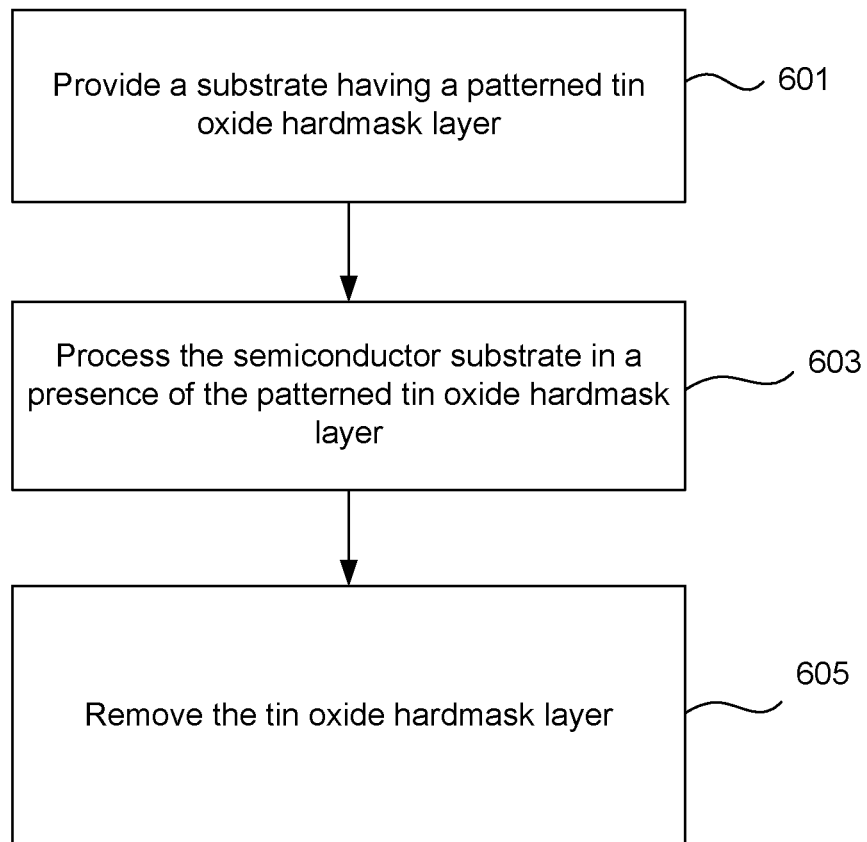 Provide a substrate having a patterned tin
oxide hardmask layer
601
Process the semiconductor substrate in a
presence of the patterned tin oxide hardmask
layer
603
Remove the tin oxide hardmask layer
605